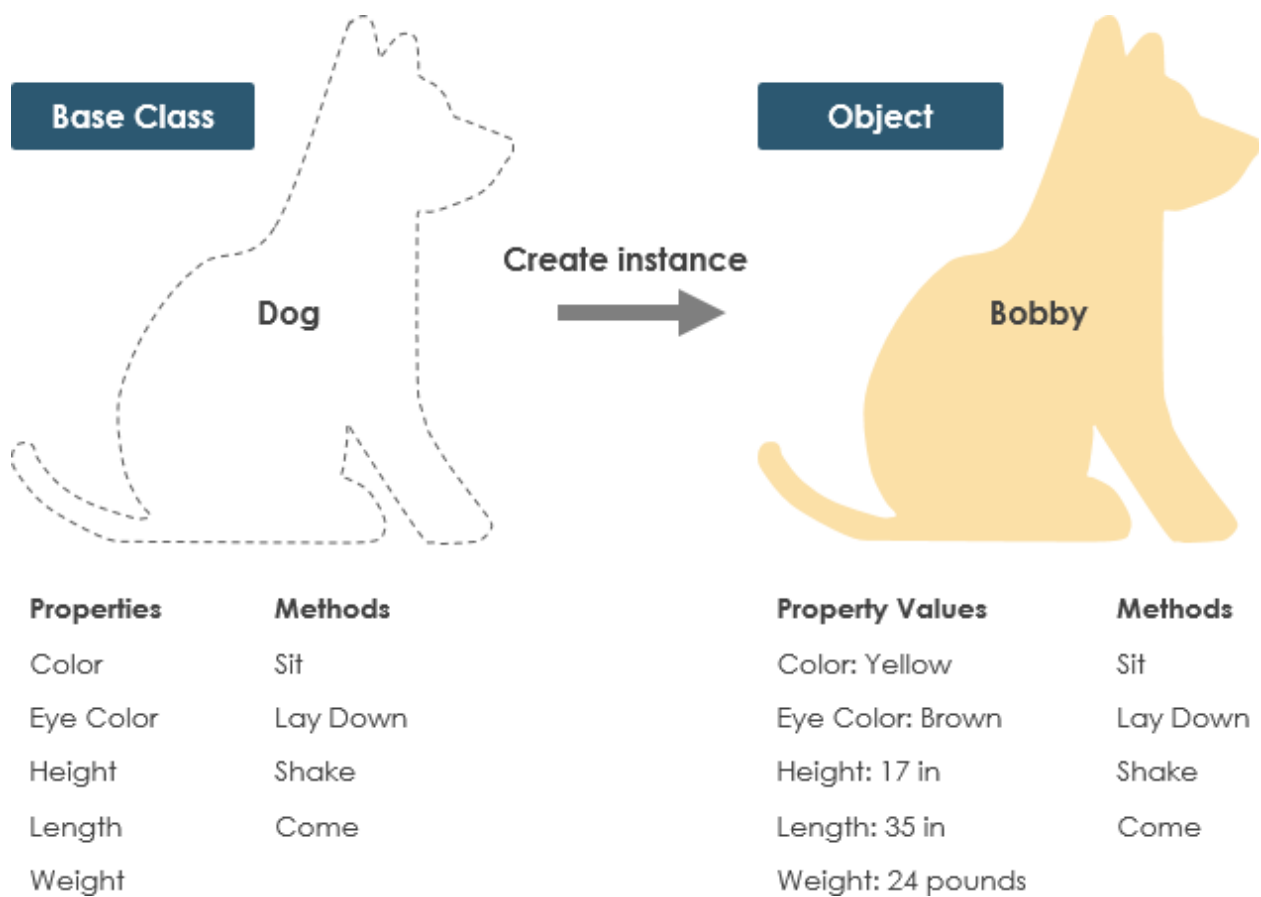 Base Class
Object
Create instance
Dog
Bobby
Properties Methods
Color Sit
Eye Color Lay Down
Height Shake
Length Come
Weight
Property Values Methods
Color: Yellow Sit
Eye Color: Brown Lay Down
Height: 17 in Shake
Length: 35 in Come
Weight: 24 pounds